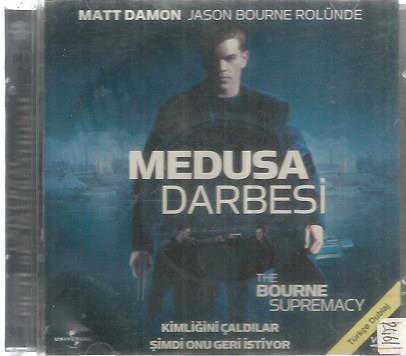 MATT DAMON JASON BOURNE ROLÜNDE
MEDUSA
DARBESİ
THE
BOURNE
SUPREMACY
KİMLİĞİNİ ÇALDILAR
ŞİMDİ ONU GERİ İSTİYOR
UNIVERSAL
Türkçe Dublaj